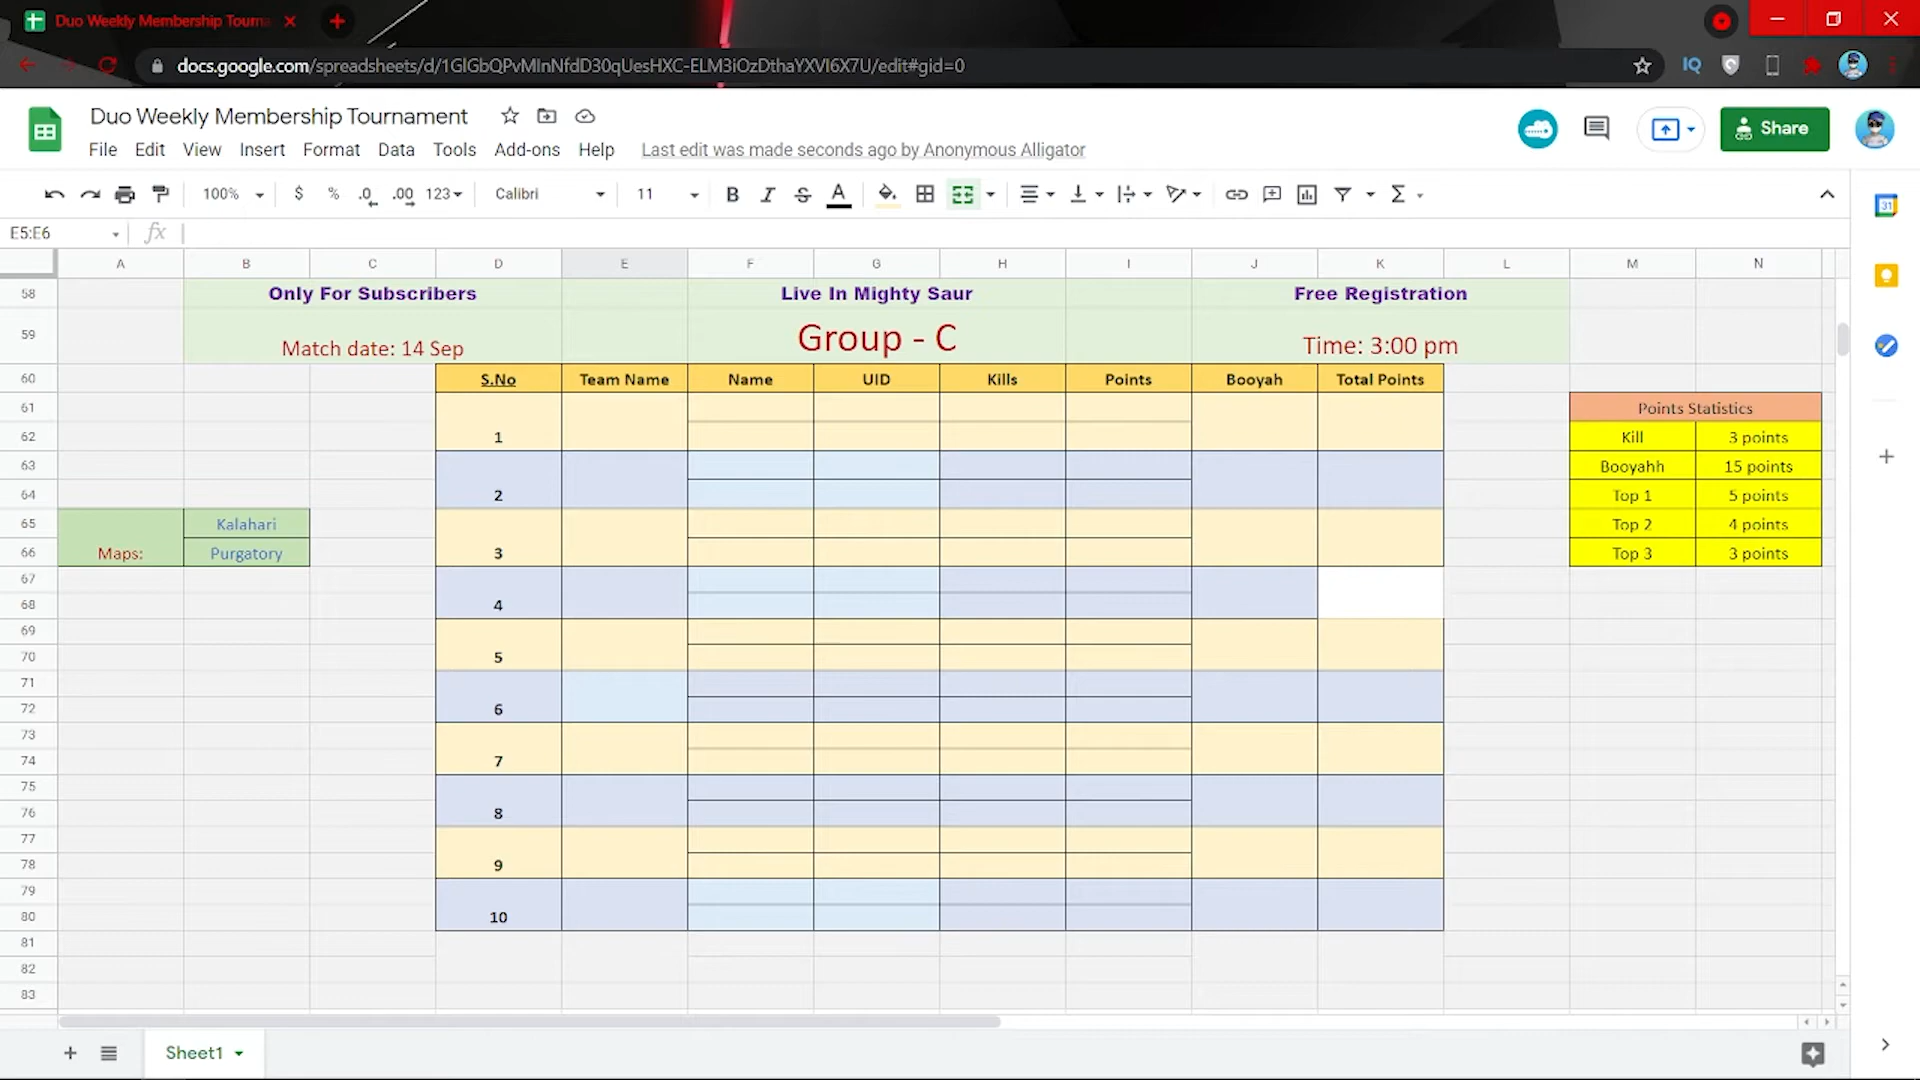 Duo Weekly Membership Tourna
docs.google.com/spreadsheets/d/1GlGbQPvMlnNfdD30qUesHXC-ELM3iOzDthaYXVl6X7U/edit#gid=0
IQ
Duo Weekly Membership Tournament
Share
File Edit View Insert Format Data Tools Add-ons Help Last edit was made seconds ago by Anonymous Alligator
100% $ % .0 .00 123 Calibri 11 B I S A Σ
31
E5:E6 fx
A B C D E F G H I J K L M N
58 Only For Subscribers Live In Mighty Saur Free Registration
59 Match date: 14 Sep Group - C Time: 3:00 pm
60 S.No Team Name Name UID Kills Points Booyah Total Points
61 Points Statistics
62 1 Kill 3 points
63 Booyahh 15 points
64 2 Top 1 5 points
65 Kalahari Top 2 4 points
66 Maps: Purgatory 3 Top 3 3 points
67
68 4
69
70 5
71
72 6
73
74 7
75
76 8
77
78 9
79
80 10
81
82
83
Sheet1